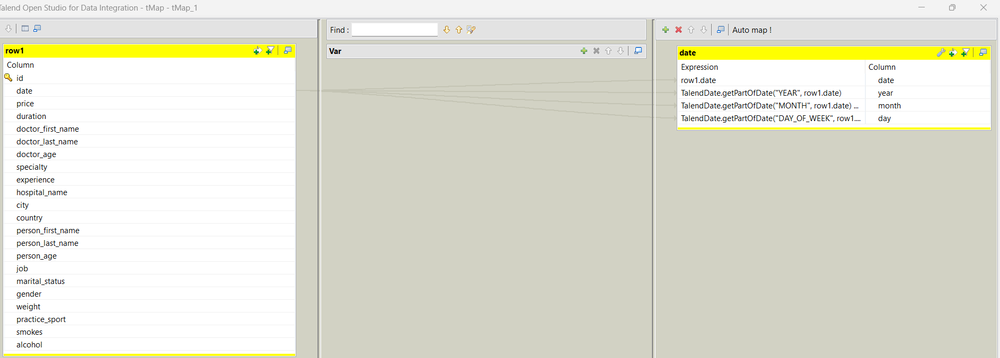 Talend Open Studio for Data Integration - tMap - tMap_1
Find :
Auto map !
row1
Column
id
date
price
duration
doctor_first_name
doctor_last_name
doctor_age
specialty
experience
hospital_name
city
country
person_first_name
person_last_name
person_age
job
marital_status
gender
weight
practice_sport
smokes
alcohol
Var
date
Expression Column
row1.date date
TalendDate.getPartOfDate("YEAR", row1.date) year
TalendDate.getPartOfDate("MONTH", row1.date) ... month
TalendDate.getPartOfDate("DAY_OF_WEEK", row1.... day